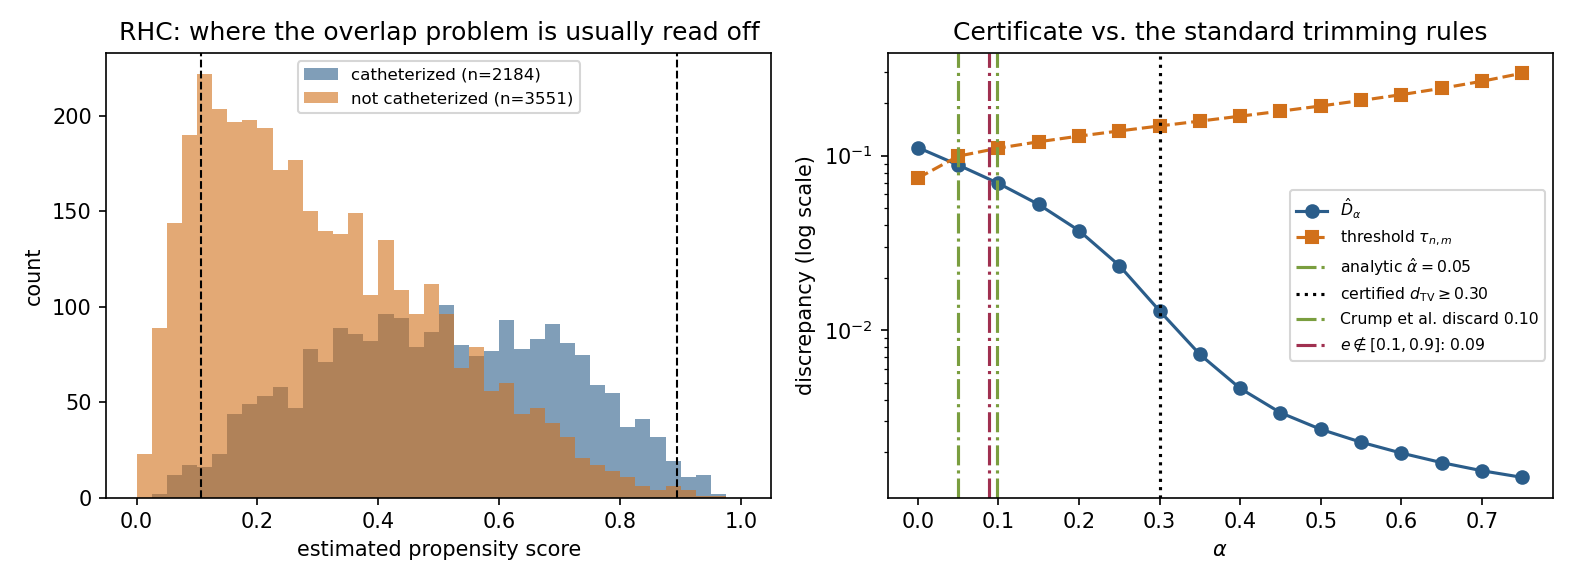 RHC: where the overlap problem is usually read off
catheterized (n=2184)
not catheterized (n=3551)
count
200
150
100
50
0
0.0 0.2 0.4 0.6 0.8 1.0
estimated propensity score
Certificate vs. the standard trimming rules
discrepancy (log scale)
10⁻¹
10⁻²
D̂α
threshold τn,m
analytic α̂ = 0.05
certified dTV ≥ 0.30
Crump et al. discard 0.10
e ∉ [0.1, 0.9]: 0.09
0.0 0.1 0.2 0.3 0.4 0.5 0.6 0.7
α